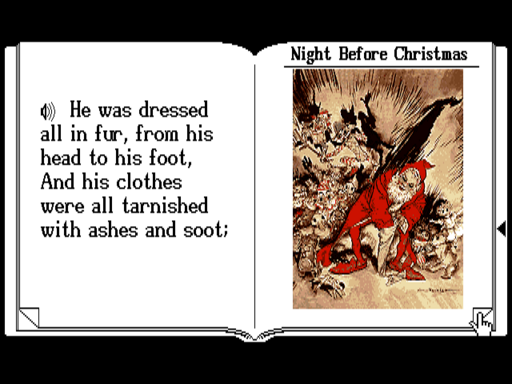 Night Before Christmas
He was dressed
all in fur, from his
head to his foot,
And his clothes
were all tarnished
with ashes and soot;